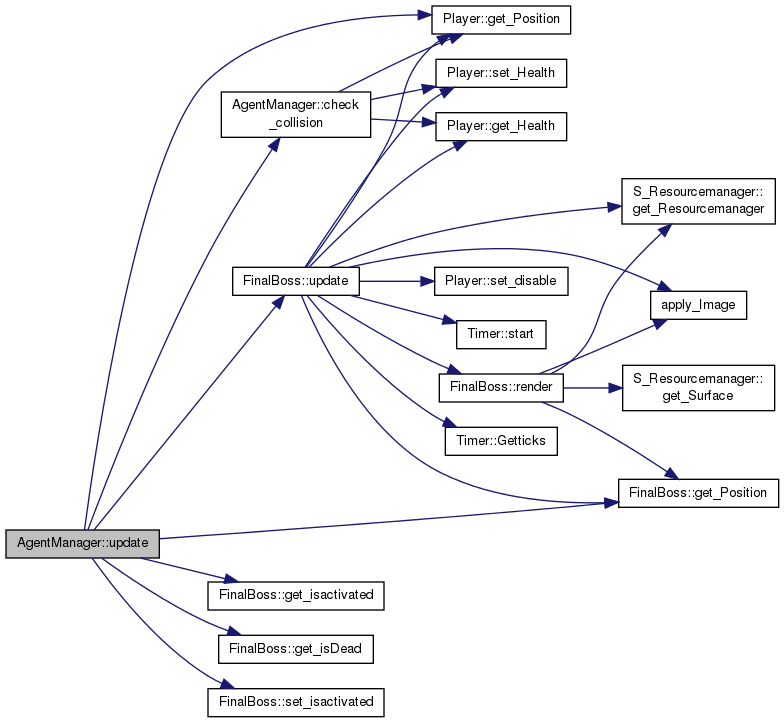 Player::get_Position
Player::set_Health
AgentManager::check
_collision
Player::get_Health
S_Resourcemanager::
get_Resourcemanager
FinalBoss::update
Player::set_disable
apply_Image
Timer::start
FinalBoss::render
S_Resourcemanager::
get_Surface
Timer::Getticks
FinalBoss::get_Position
AgentManager::update
FinalBoss::get_isactivated
FinalBoss::get_isDead
FinalBoss::set_isactivated